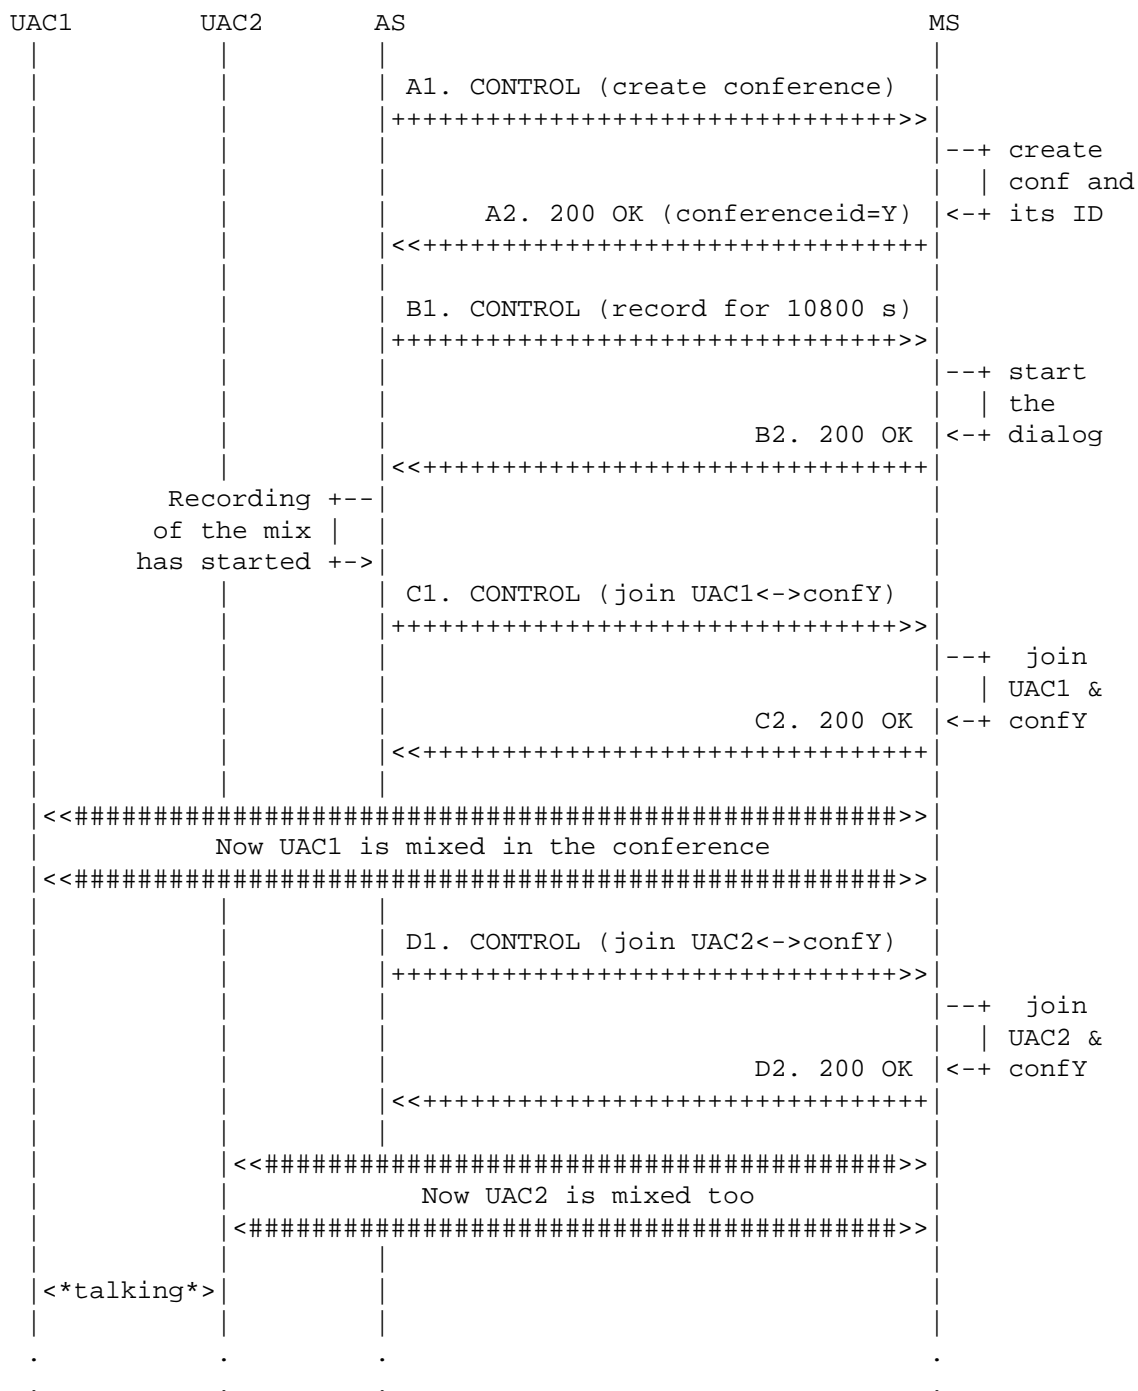 UAC1 UAC2 AS MS
A1. CONTROL (create conference)
++++++++++++++++++++++++++++++++>>
--+ create
| conf and
A2. 200 OK (conferenceid=Y) <-+ its ID
<<++++++++++++++++++++++++++++++++
B1. CONTROL (record for 10800 s)
++++++++++++++++++++++++++++++++>>
--+ start
| the
B2. 200 OK <-+ dialog
<<++++++++++++++++++++++++++++++++
Recording +--
of the mix |
has started +->
C1. CONTROL (join UAC1<->confY)
++++++++++++++++++++++++++++++++>>
--+ join
| UAC1 &
C2. 200 OK <-+ confY
<<++++++++++++++++++++++++++++++++
<<####################################################>>
Now UAC1 is mixed in the conference
<<####################################################>>
D1. CONTROL (join UAC2<->confY)
++++++++++++++++++++++++++++++++>>
--+ join
| UAC2 &
D2. 200 OK <-+ confY
<<++++++++++++++++++++++++++++++++
<<########################################>>
Now UAC2 is mixed too
<#########################################>>
<*talking*>
. . . .
. . . .